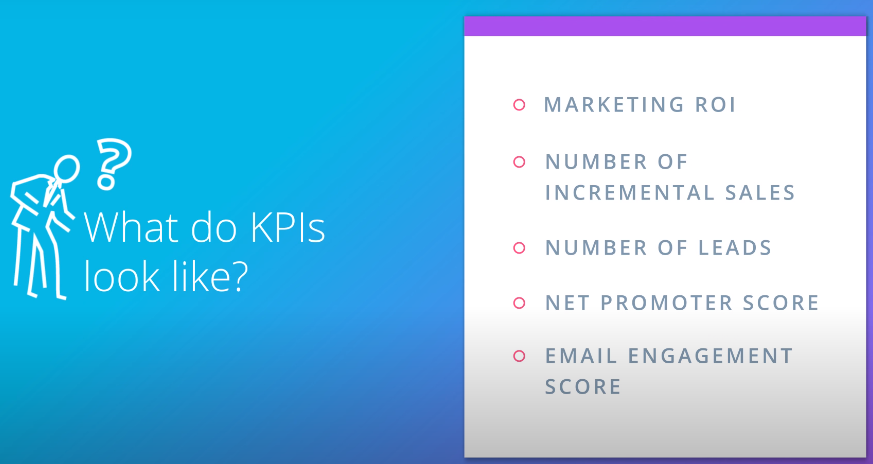 What do KPIs
look like?
MARKETING ROI
NUMBER OF
INCREMENTAL SALES
NUMBER OF LEADS
NET PROMOTER SCORE
EMAIL ENGAGEMENT
SCORE